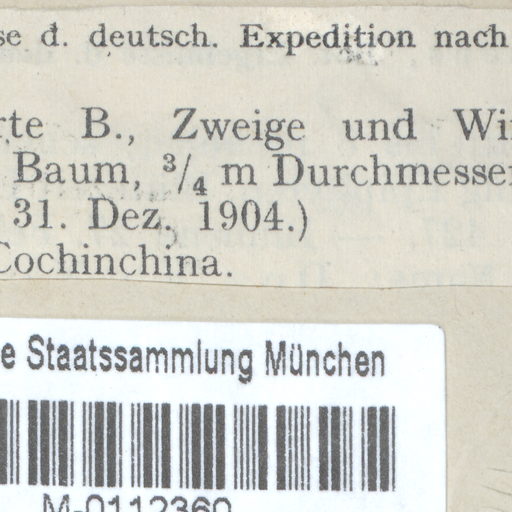 se d. deutsch. Expedition nach
rte B., Zweige und Wi
Baum, 3/4 m Durchmesser
31. Dez. 1904.)
Cochinchina.
e Staatssammlung München
M-0112360